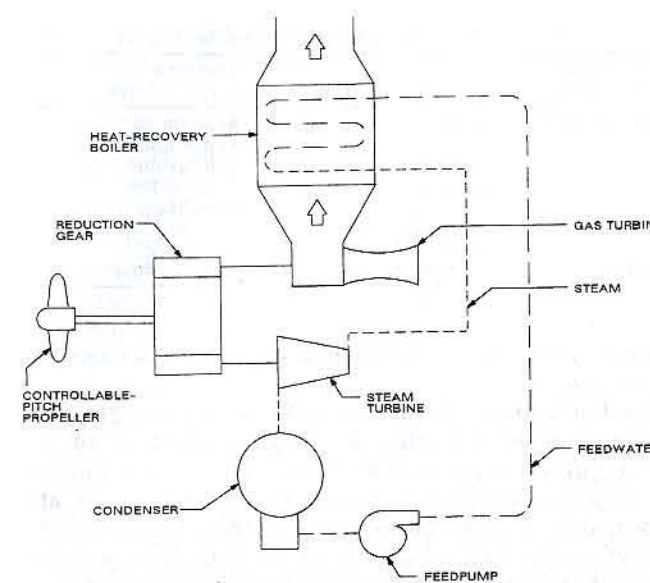 HEAT-RECOVERY
BOILER
REDUCTION
GEAR
GAS TURBIN
STEAM
CONTROLLABLE-
PITCH
PROPELLER
STEAM
TURBINE
FEEDWATE
CONDENSER
FEEDPUMP